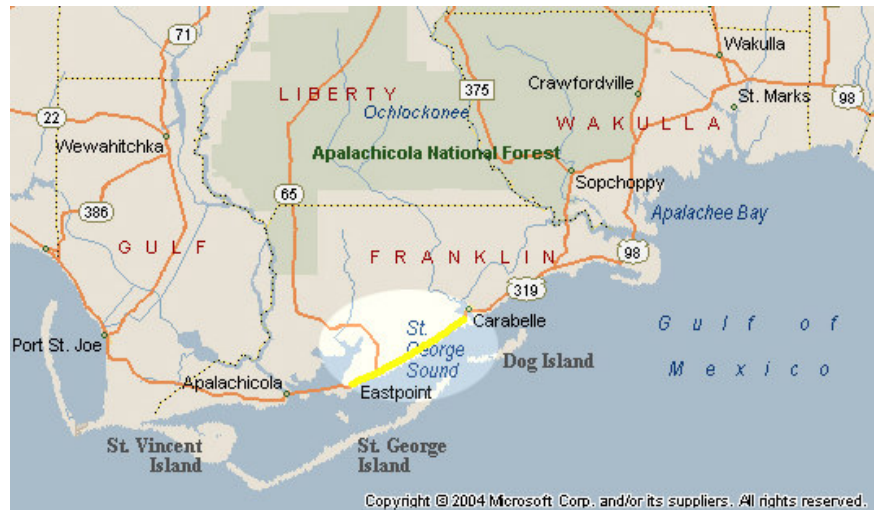 71
Wakulla
LIBERTY
375
Crawfordville
St. Marks
98
Ochlockonee
22
WAKULLA
Wewahitchka
Apalachicola National Forest
Sopchoppy
65
386
Apalachee Bay
GULF
FRANKLIN
98
319
St.
George
Sound
Carabelle
Gulf of
Mexico
Port St. Joe
Dog Island
Apalachicola
Eastpoint
St. Vincent
Island
St. George
Island
Copyright © 2004 Microsoft Corp. and/or its suppliers. All rights reserved.